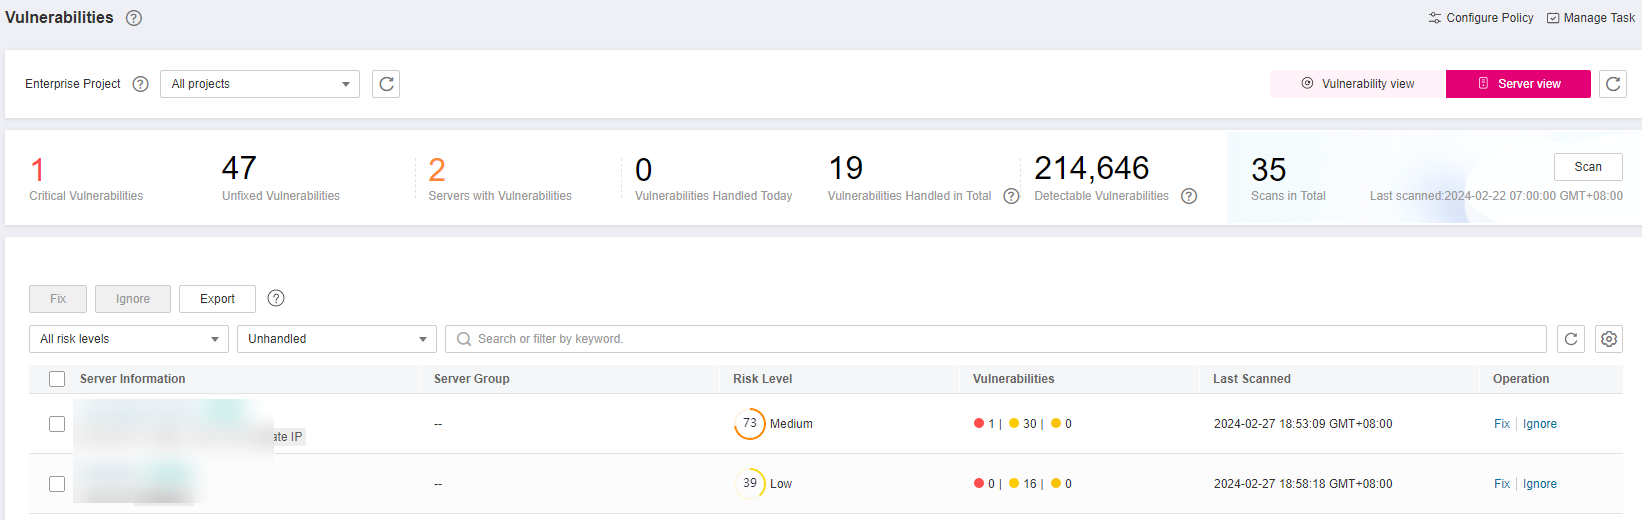 Vulnerabilities ?
Configure Policy Manage Task
Enterprise Project ? All projects Vulnerability view Server view
1 47 2 0 19 214,646 35 Scan
Critical Vulnerabilities Unfixed Vulnerabilities Servers with Vulnerabilities Vulnerabilities Handled Today Vulnerabilities Handled in Total ? Detectable Vulnerabilities ? Scans in Total Last scanned:2024-02-22 07:00:00 GMT+08:00
Fix Ignore Export ?
All risk levels Unhandled Search or filter by keyword.
Server Information Server Group Risk Level Vulnerabilities Last Scanned Operation
-- 73 Medium 1 | 30 | 0 2024-02-27 18:53:09 GMT+08:00 Fix | Ignore
IP
-- 39 Low 0 | 16 | 0 2024-02-27 18:58:18 GMT+08:00 Fix | Ignore